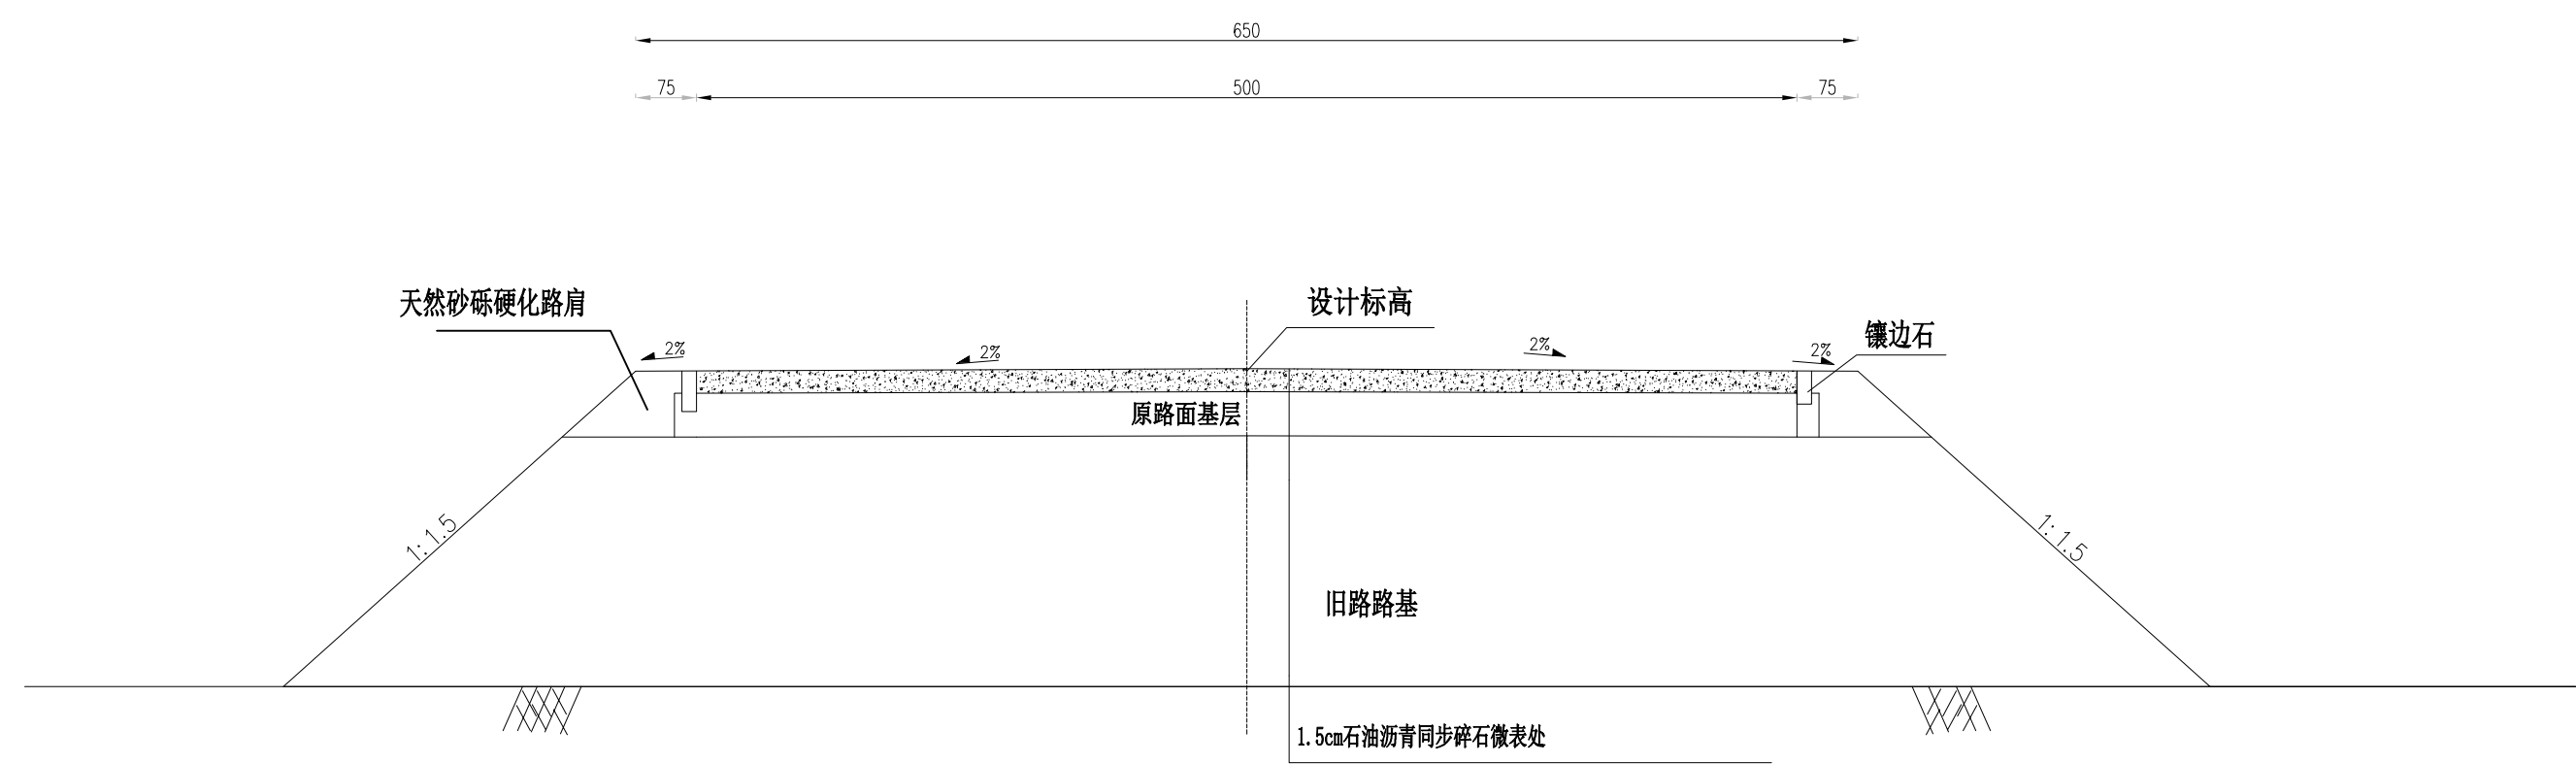 650
75 500 75
天然砂砾硬化路肩
设计标高
镶边石
2% 2% 2% 2%
原路面基层
1:1.5 1:1.5
旧路路基
1.5cm石油沥青同步碎石微表处